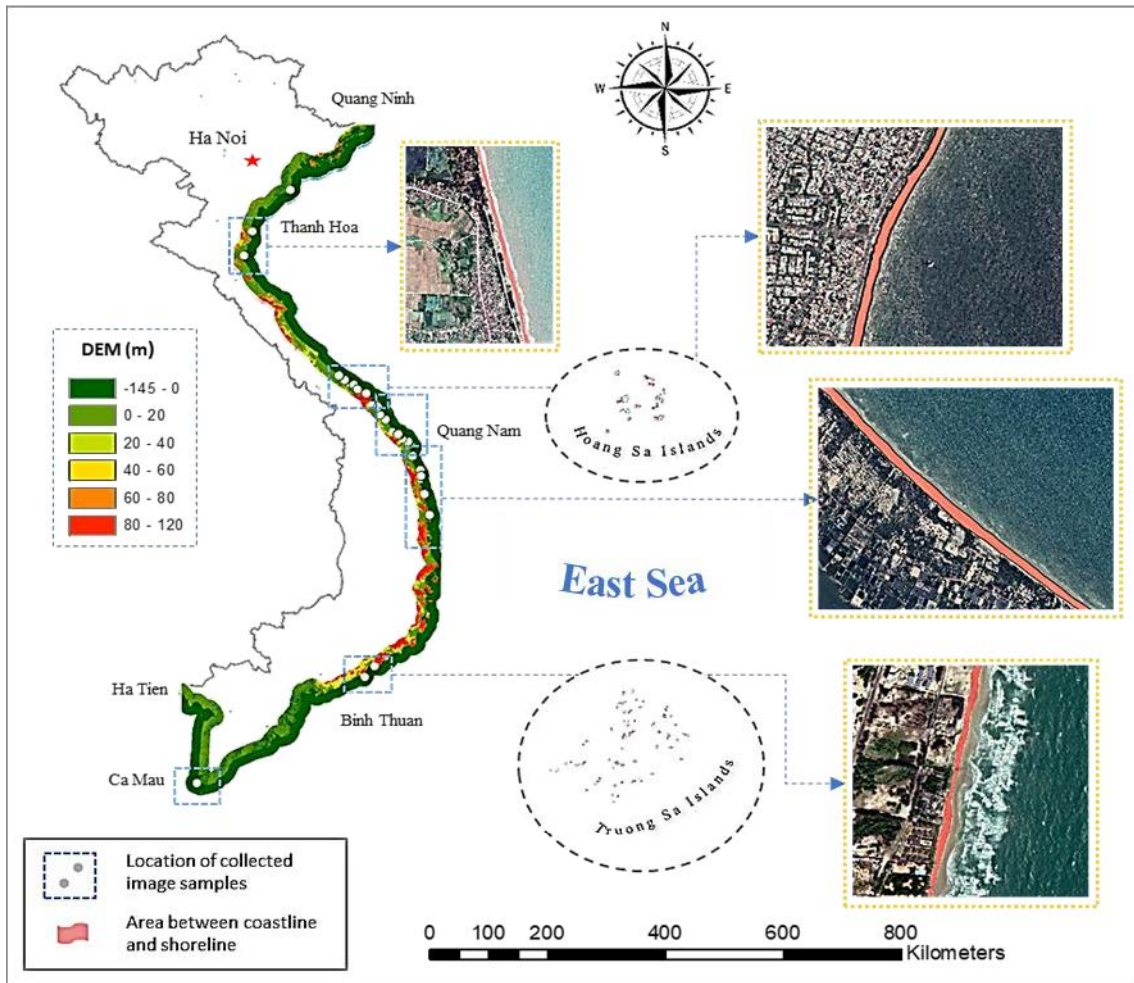 N
W
E
S
Quang Ninh
Ha Noi
Thanh Hoa
DEM (m)
-145 - 0
0 - 20
20 - 40
40 - 60
60 - 80
80 - 120
Hoang Sa Islands
Quang Nam
East Sea
Ha Tien
Binh Thuan
Ca Mau
Truong Sa Islands
Location of collected
image samples
Area between coastline
and shoreline
0 100 200 400 600 800
Kilometers